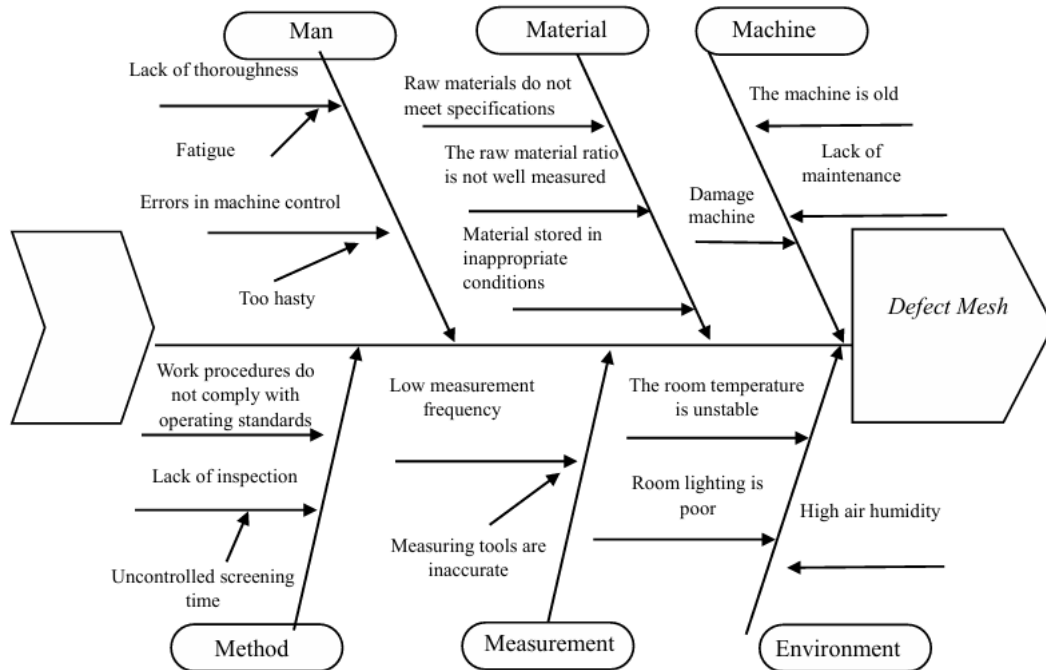 Man
Material
Machine
Lack of thoroughness
Fatigue
Errors in machine control
Too hasty
Raw materials do not
meet specifications
The raw material ratio
is not well measured
Material stored in
inappropriate
conditions
The machine is old
Lack of
maintenance
Damage
machine
Defect Mesh
Work procedures do
not comply with
operating standards
Lack of inspection
Uncontrolled screening
time
Low measurement
frequency
Measuring tools are
inaccurate
The room temperature
is unstable
Room lighting is
poor
High air humidity
Method
Measurement
Environment